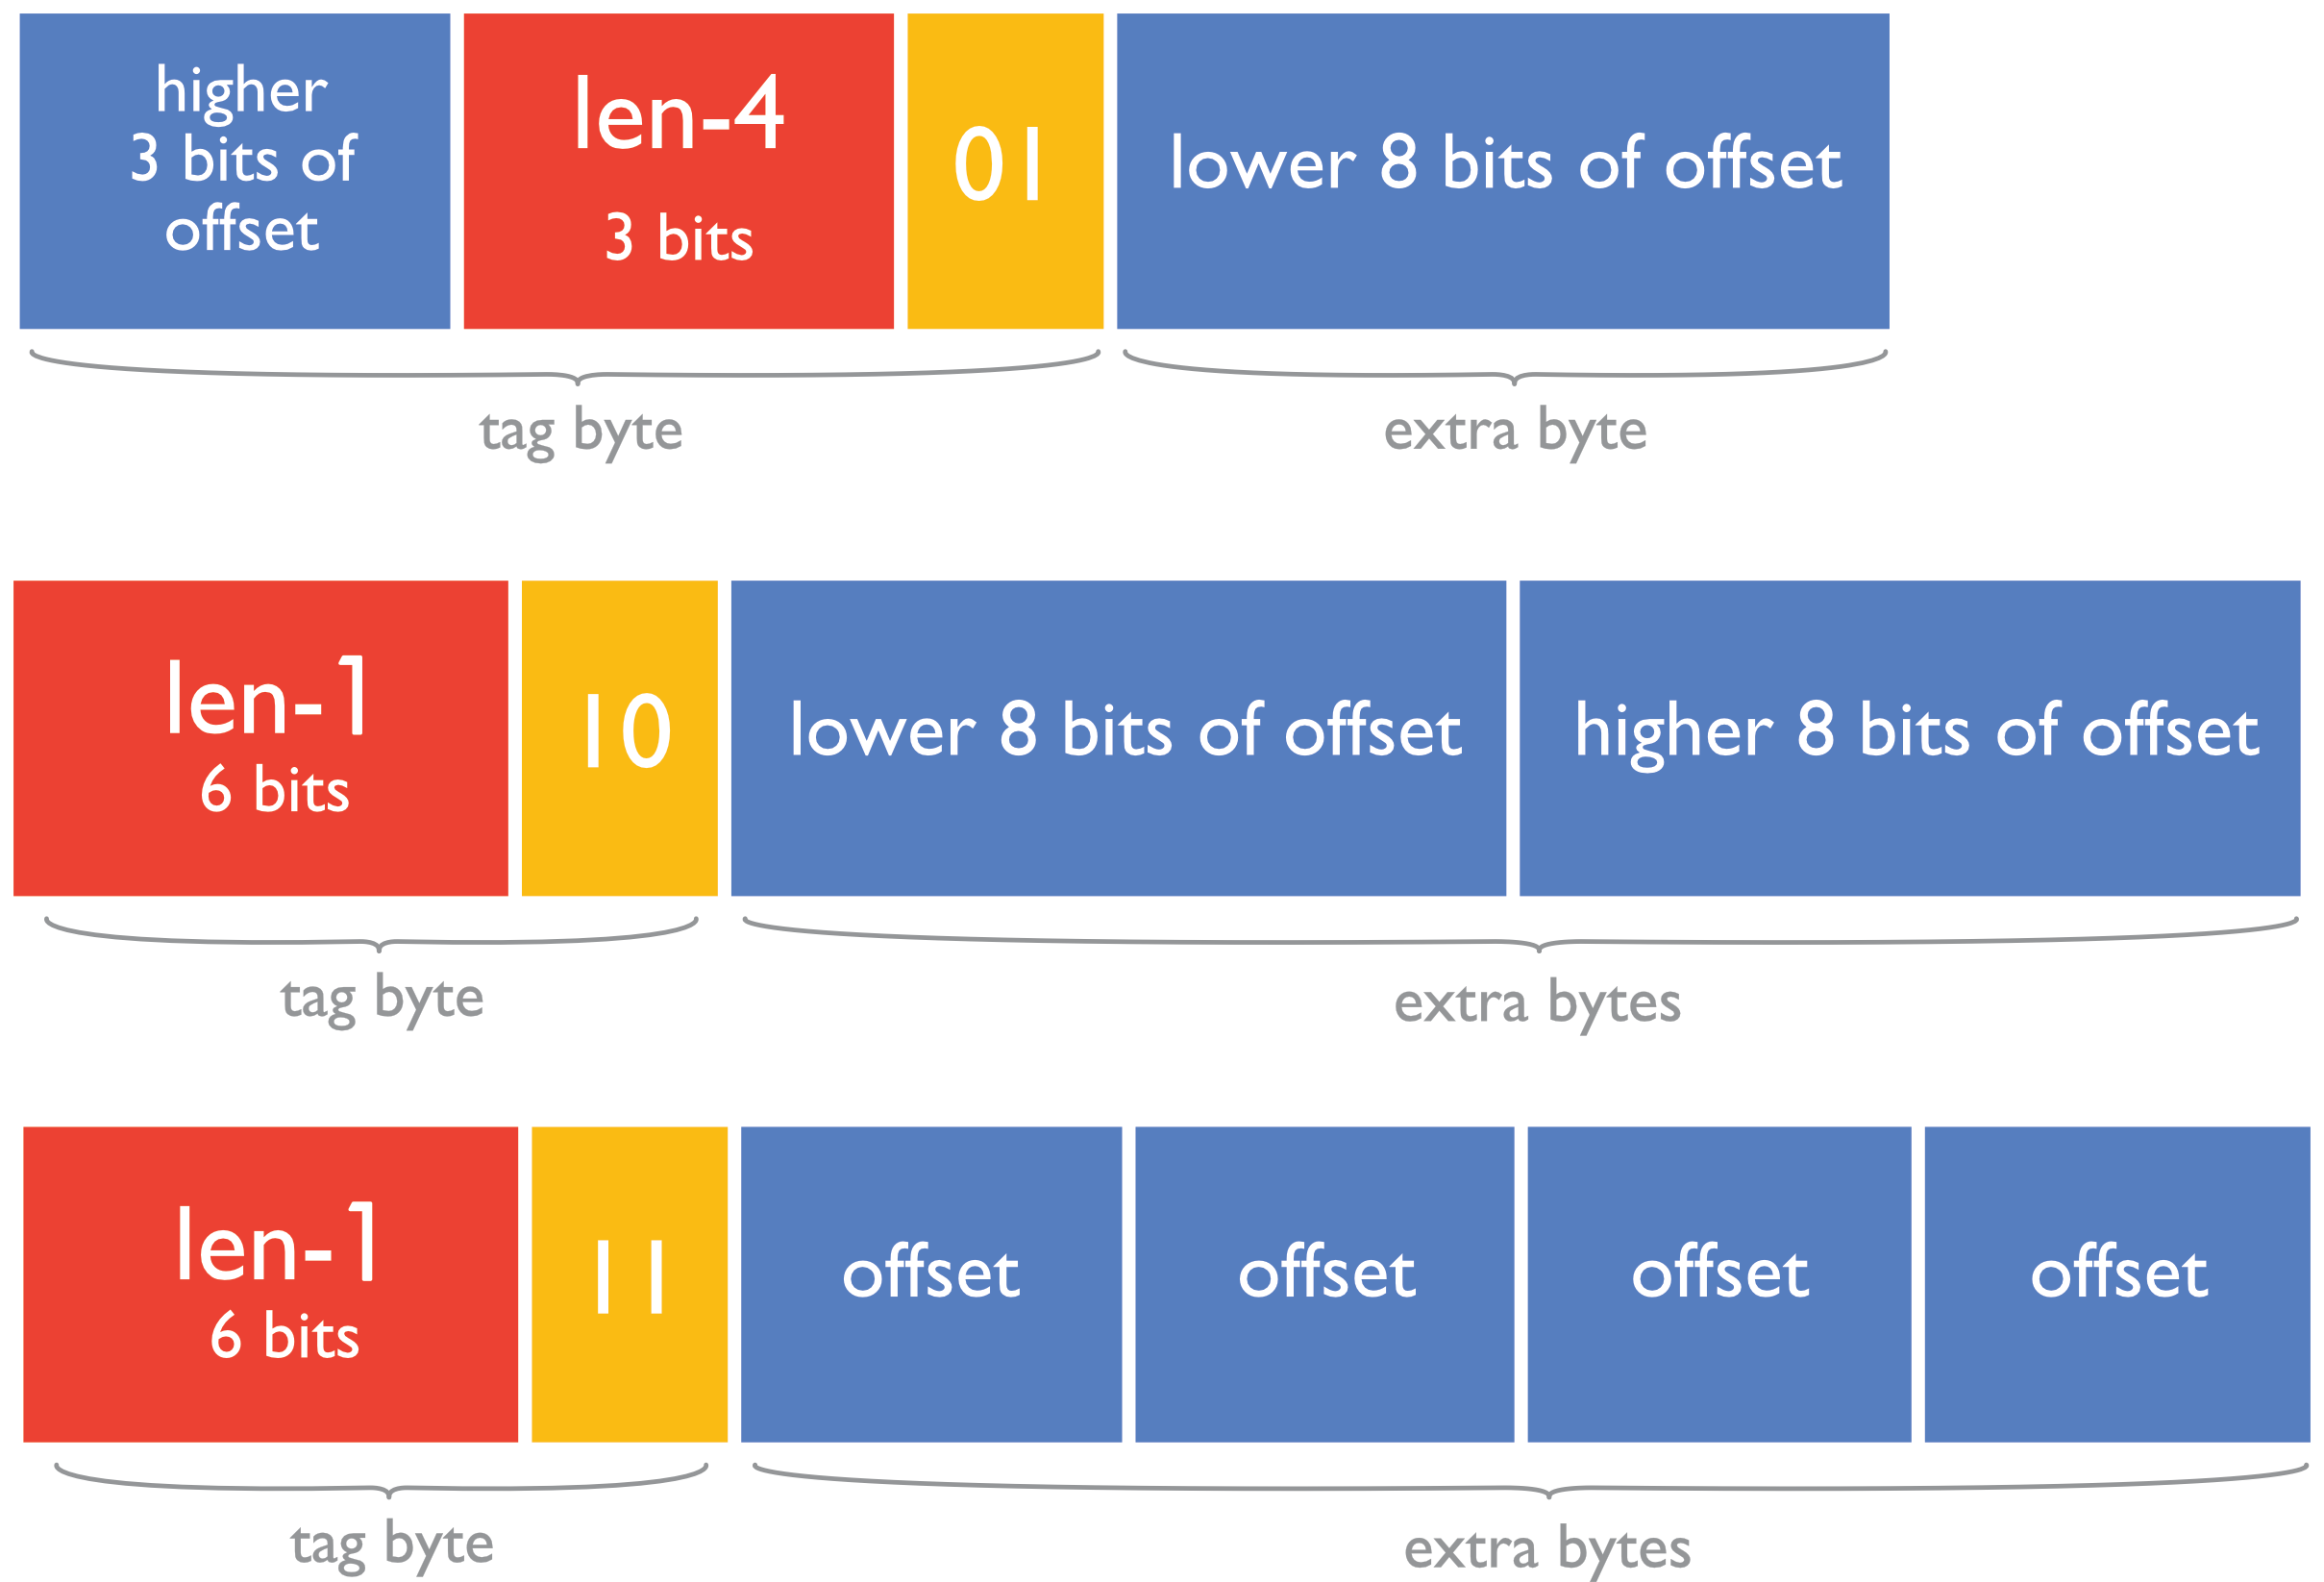 higher
3 bits of
offset
len-4
3 bits
01
lower 8 bits of offset
tag byte
extra byte
len-1
6 bits
10
lower 8 bits of offset
higher 8 bits of offset
tag byte
extra bytes
len-1
6 bits
11
offset
offset
offset
offset
tag byte
extra bytes